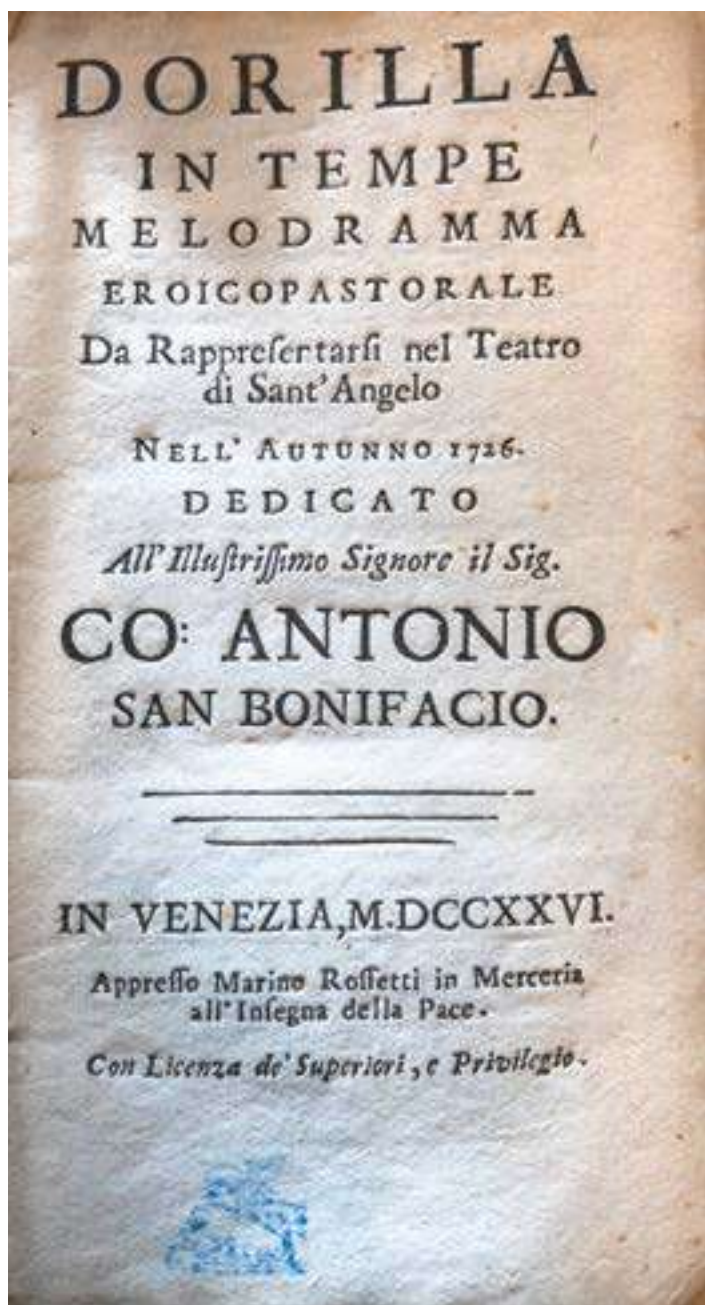 DORILLA
IN TEMPE
MELODRAMMA
EROICOPASTORALE
Da Rappreſertarſi nel Teatro
di Sant'Angelo
NELL' AUTUNNO 1726.
DEDICATO
All'Illuſtriſſimo Signore il Sig.
CO: ANTONIO
SAN BONIFACIO.
IN VENEZIA,M.DCCXXVI.
Appreſſo Marino Roſſetti in Merceria
all'Inſegna della Pace.
Con Licenza de' Superiori, e Privilegio.